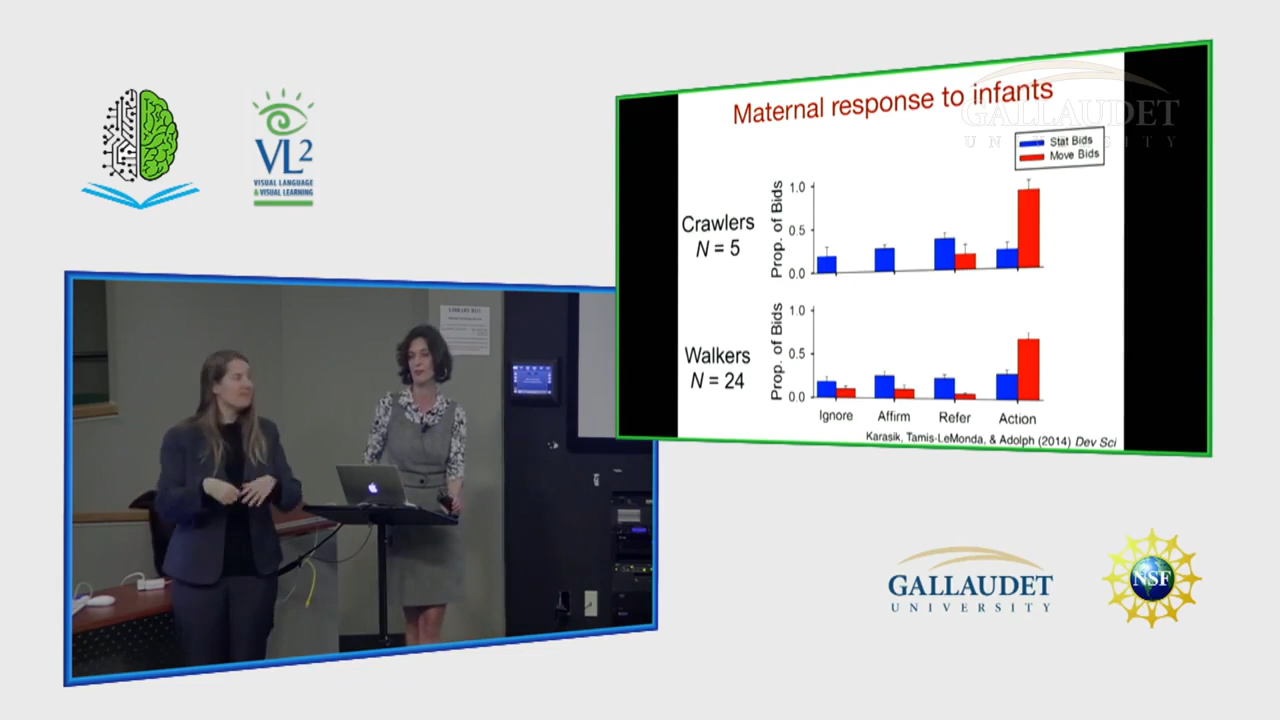 VL2
VISUAL LANGUAGE
& VISUAL LEARNING
Maternal response to infants
GALLAUDET
UNIVERSITY
Stat Bids
Move Bids
Crawlers
N = 5
Prop. of Bids
1.0
0.5
0.0
Walkers
N = 24
Prop. of Bids
1.0
0.5
0.0
Ignore
Affirm
Refer
Action
Karasik, Tamis-LeMonda, & Adolph (2014) Dev Sci
GALLAUDET
UNIVERSITY
NSF